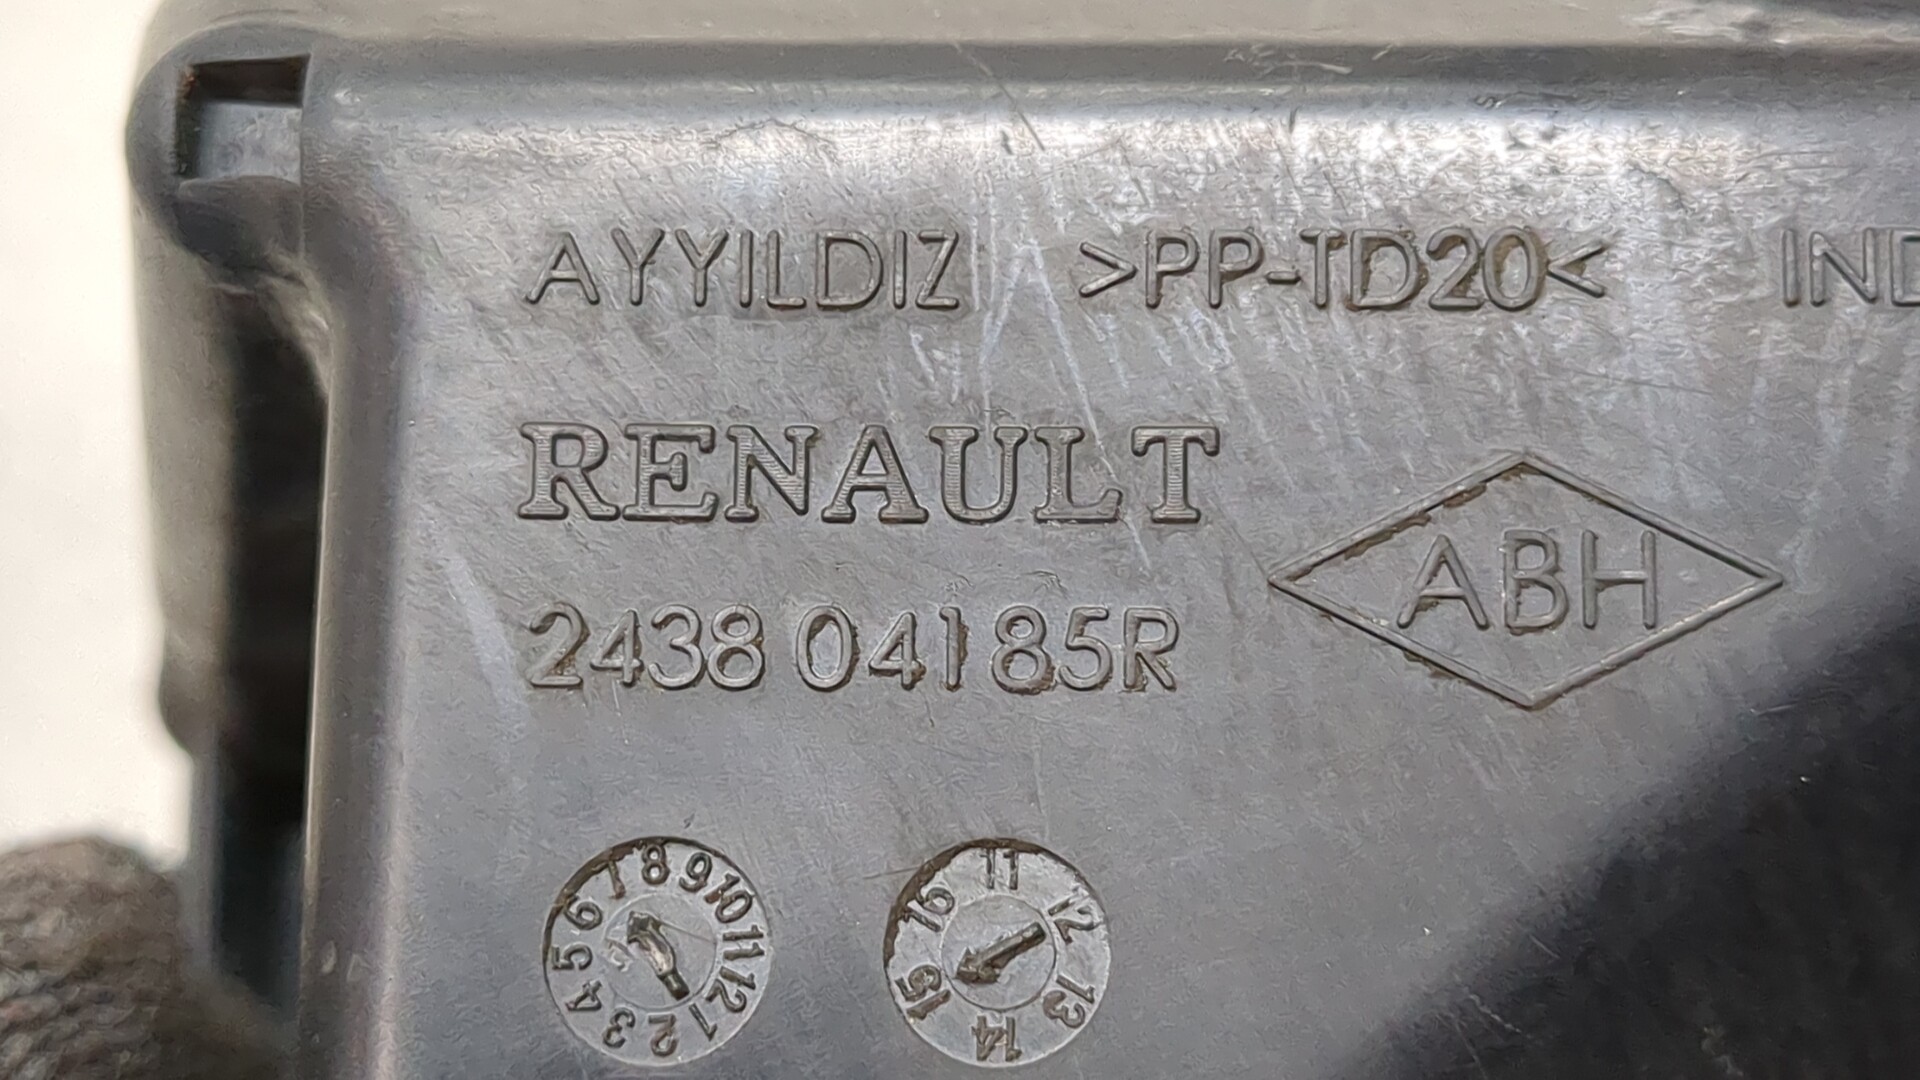 AYYILDIZ >PP-TD20< IND
RENAULT
ABH
2438 04185R
1 2 3 4 5 6 7 8 9 10 11 12
11 12 13 14 15 16